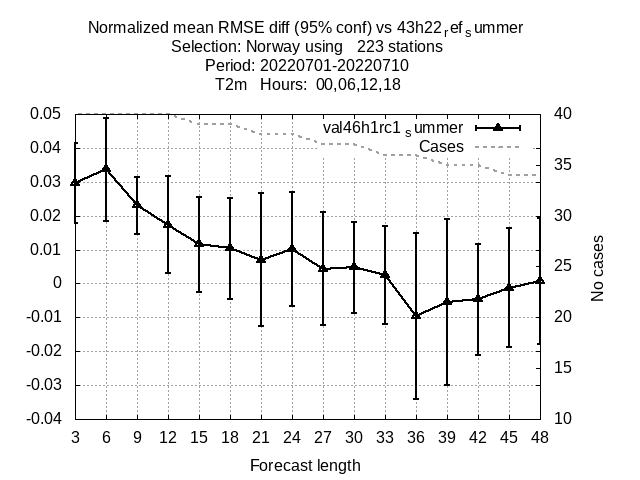 Normalized mean RMSE diff (95% conf) vs 43h22refsummer
Selection: Norway using 223 stations
Period: 20220701-20220710
T2m Hours: 00,06,12,18
val46h1rc1summer
Cases
0.05
0.04
0.03
0.02
0.01
0
-0.01
-0.02
-0.03
-0.04
40
35
30
25
20
15
10
No cases
3 6 9 12 15 18 21 24 27 30 33 36 39 42 45 48
Forecast length